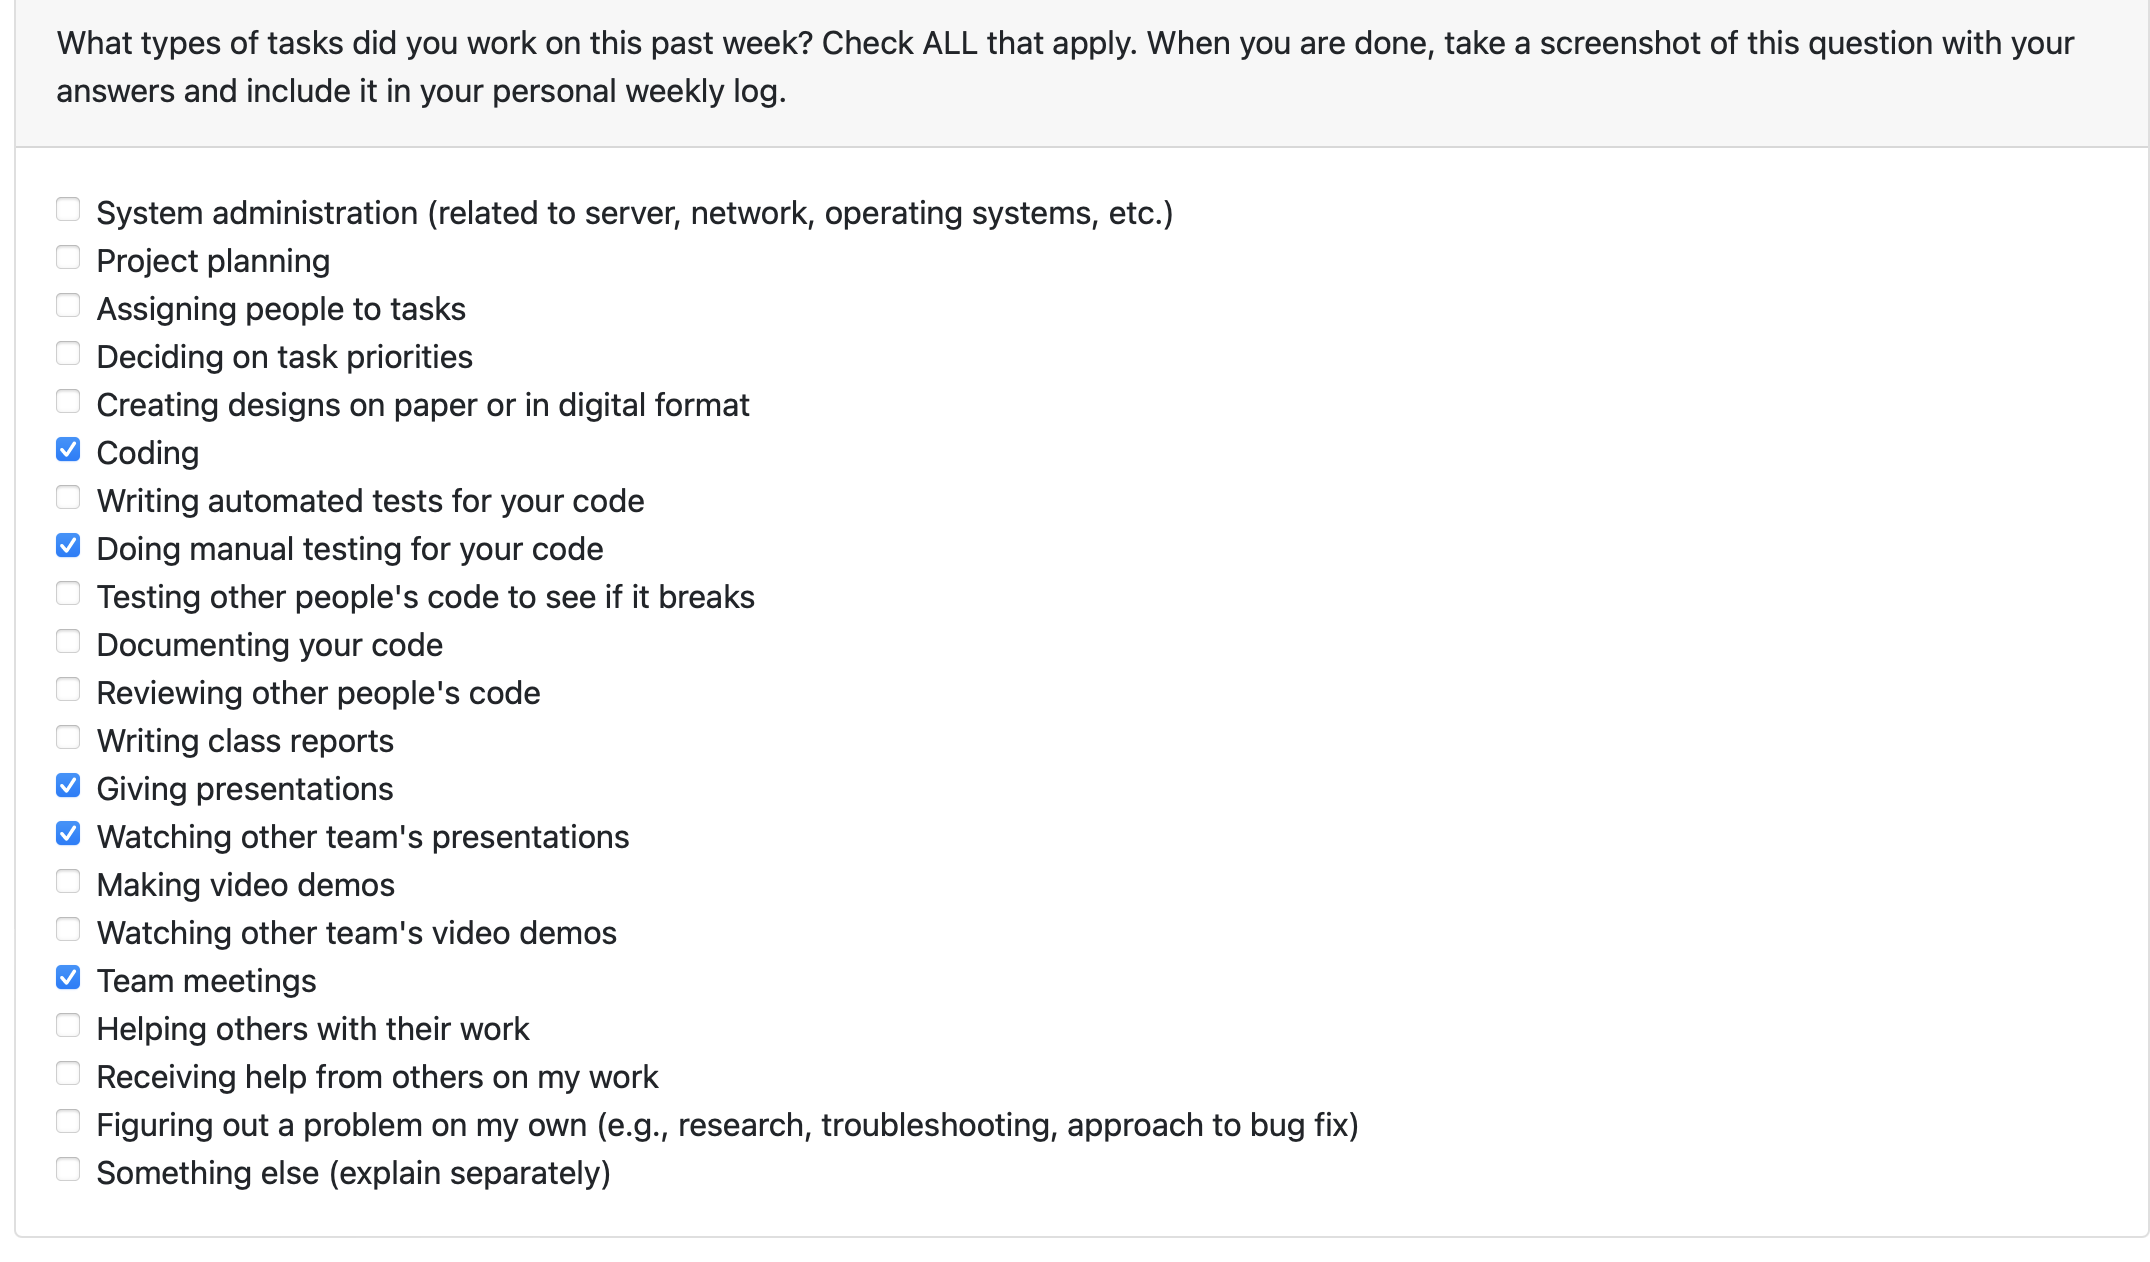 What types of tasks did you work on this past week? Check ALL that apply. When you are done, take a screenshot of this question with your
answers and include it in your personal weekly log.
System administration (related to server, network, operating systems, etc.)
Project planning
Assigning people to tasks
Deciding on task priorities
Creating designs on paper or in digital format
Coding
Writing automated tests for your code
Doing manual testing for your code
Testing other people's code to see if it breaks
Documenting your code
Reviewing other people's code
Writing class reports
Giving presentations
Watching other team's presentations
Making video demos
Watching other team's video demos
Team meetings
Helping others with their work
Receiving help from others on my work
Figuring out a problem on my own (e.g., research, troubleshooting, approach to bug fix)
Something else (explain separately)